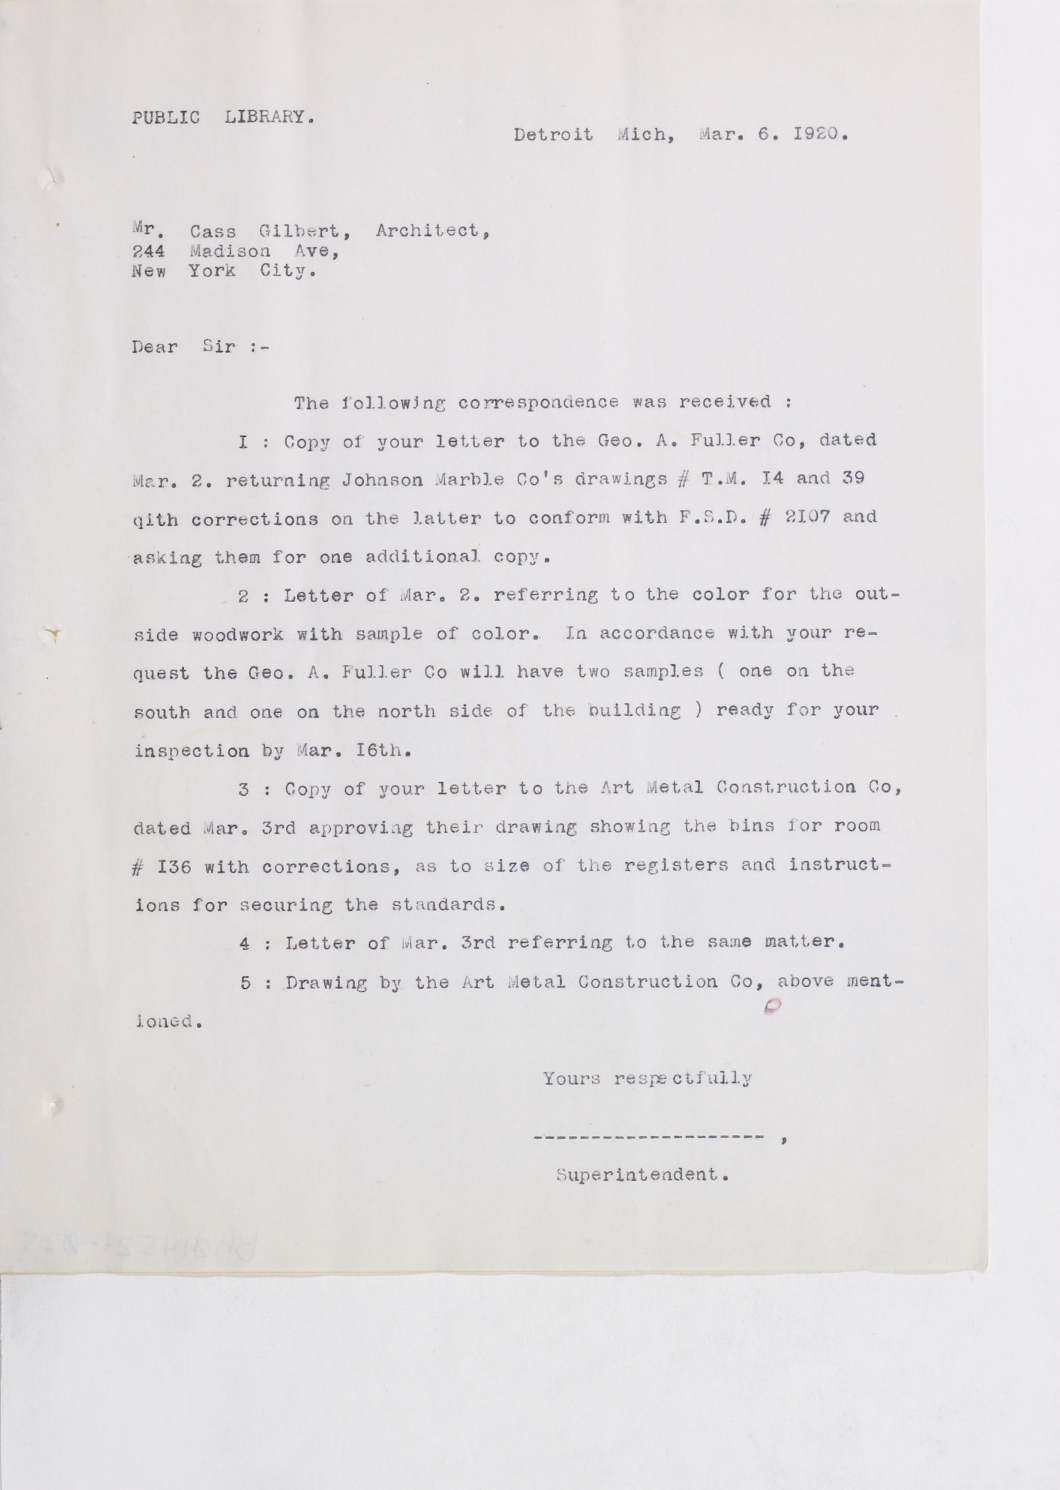 PUBLIC LIBRARY.
Detroit Mich, Mar. 6. I920.
Mr. Cass Gilbert, Architect,
244 Madison Ave,
New York City.
Dear Sir :-
The following correspondence was received :
I : Copy of your letter to the Geo. A. Fuller Co, dated
Mar. 2. returning Johnson Marble Co's drawings # T.M. I4 and 39
qith corrections on the latter to conform with F.S.D. # 2I07 and
asking them for one additional copy.
2 : Letter of Mar. 2. referring to the color for the out-
side woodwork with sample of color. In accordance with your re-
quest the Geo. A. Fuller Co will have two samples ( one on the
south and one on the north side of the building ) ready for your
inspection by Mar. I6th.
3 : Copy of your letter to the Art Metal Construction Co,
dated Mar. 3rd approving their drawing showing the bins for room
# I36 with corrections, as to size of the registers and instruct-
ions for securing the standards.
4 : Letter of Mar. 3rd referring to the same matter.
5 : Drawing by the Art Metal Construction Co, above ment-
ioned.
Yours respectfully
-------------------- ,
Superintendent.